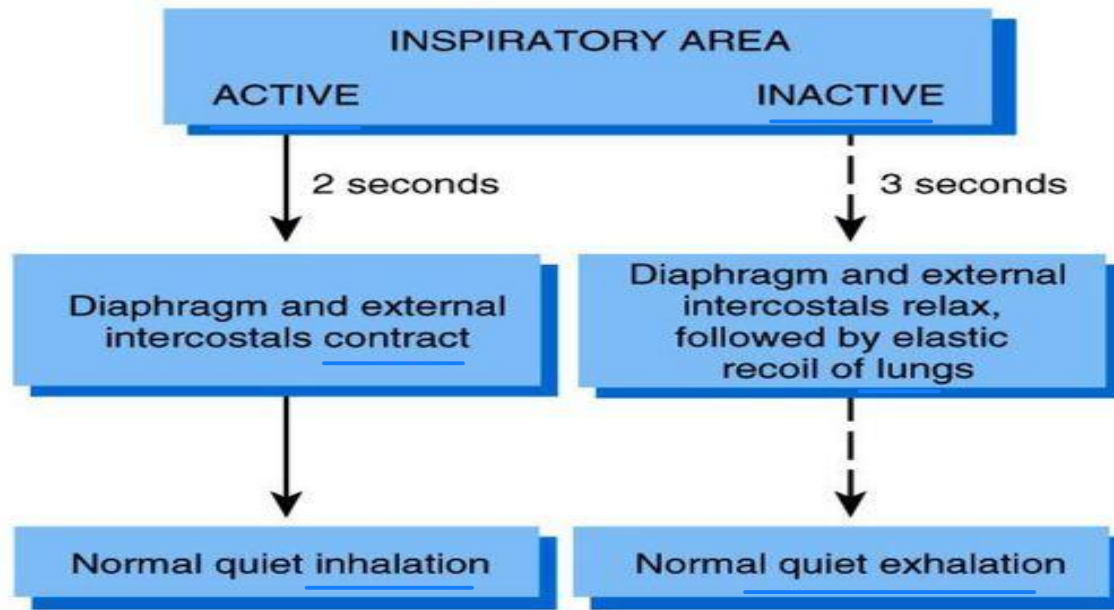 INSPIRATORY AREA
ACTIVE INACTIVE
2 seconds 3 seconds
Diaphragm and external
intercostals contract
Diaphragm and external
intercostals relax,
followed by elastic
recoil of lungs
Normal quiet inhalation
Normal quiet exhalation